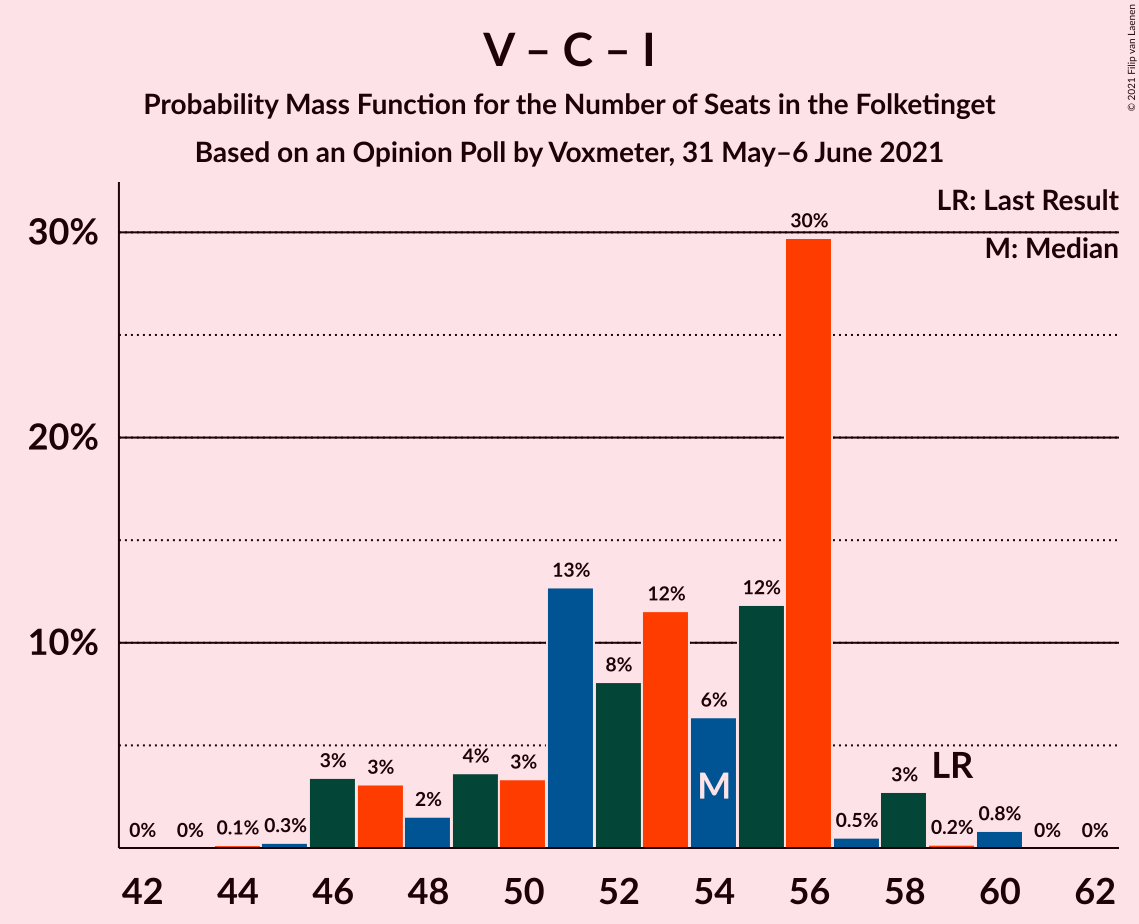 V – C – I
Probability Mass Function for the Number of Seats in the Folketinget
Based on an Opinion Poll by Voxmeter, 31 May–6 June 2021
© 2021 Filip van Laenen
LR: Last Result
M: Median
30%
20%
10%
0% 0% 0.1% 0.3% 3% 3% 2% 4% 3% 13% 8% 12% 6% 12% 30% 0.5% 3% 0.2% 0.8% 0% 0%
M
LR
42 44 46 48 50 52 54 56 58 60 62